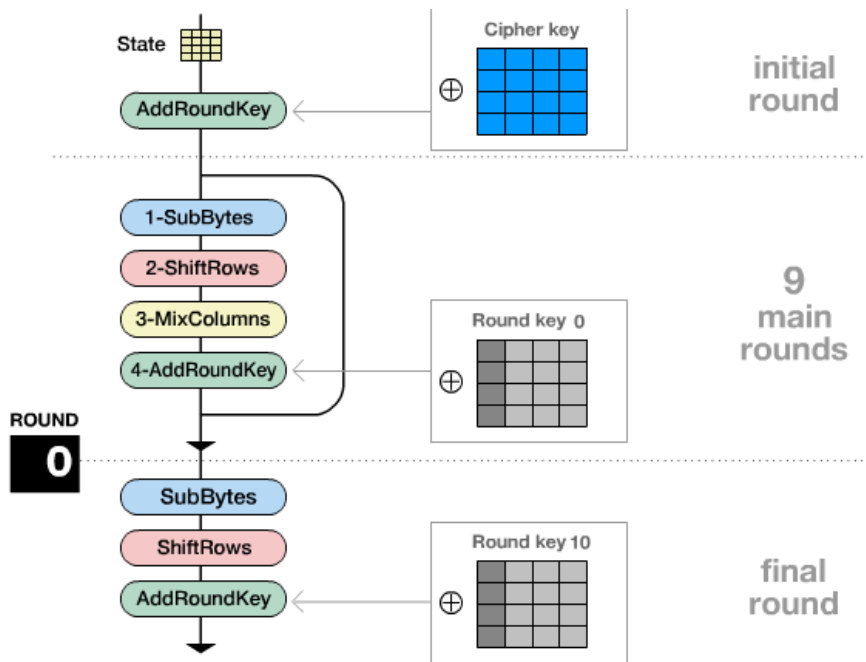 State
Cipher key
initial
round
AddRoundKey
1-SubBytes
2-ShiftRows
3-MixColumns
4-AddRoundKey
Round key 0
9
main
rounds
ROUND
0
SubBytes
ShiftRows
AddRoundKey
Round key 10
final
round